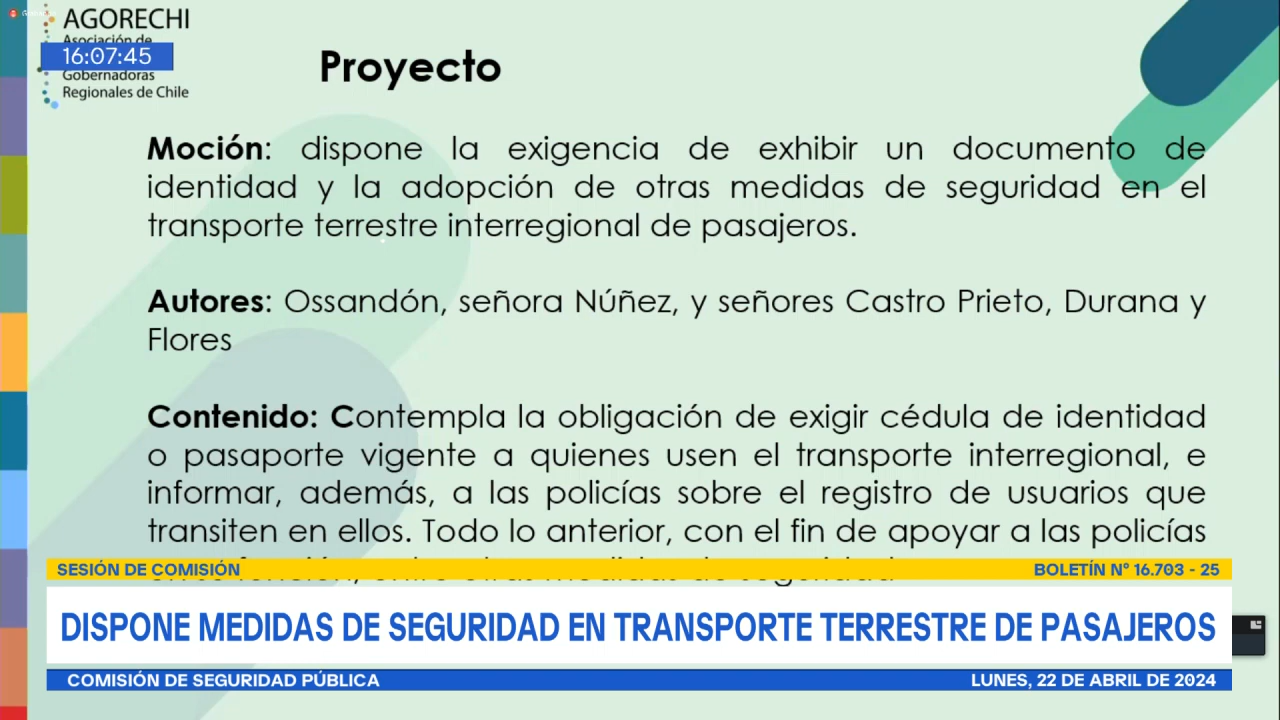 AGORECHI
Asociación de
16:07:45
Gobernadoras
Regionales de Chile
Proyecto
Moción: dispone la exigencia de exhibir un documento de
identidad y la adopción de otras medidas de seguridad en el
transporte terrestre interregional de pasajeros.
Autores: Ossandón, señora Núñez, y señores Castro Prieto, Durana y
Flores
Contenido: Contempla la obligación de exigir cédula de identidad
o pasaporte vigente a quienes usen el transporte interregional, e
informar, además, a las policías sobre el registro de usuarios que
transiten en ellos. Todo lo anterior, con el fin de apoyar a las policías
SESIÓN DE COMISIÓN
BOLETÍN Nº 16.703 - 25
DISPONE MEDIDAS DE SEGURIDAD EN TRANSPORTE TERRESTRE DE PASAJEROS
COMISIÓN DE SEGURIDAD PÚBLICA
LUNES, 22 DE ABRIL DE 2024